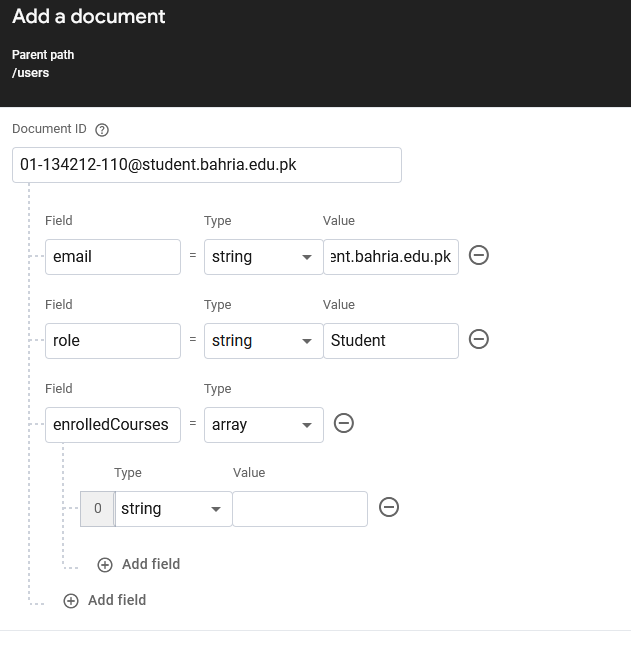 Add a document
Parent path
/users
Document ID ?
01-134212-110@student.bahria.edu.pk
Field Type Value
email = string ent.bahria.edu.pk
Field Type Value
role = string Student
Field Type
enrolledCourses = array
Type Value
0 string
Add field
Add field